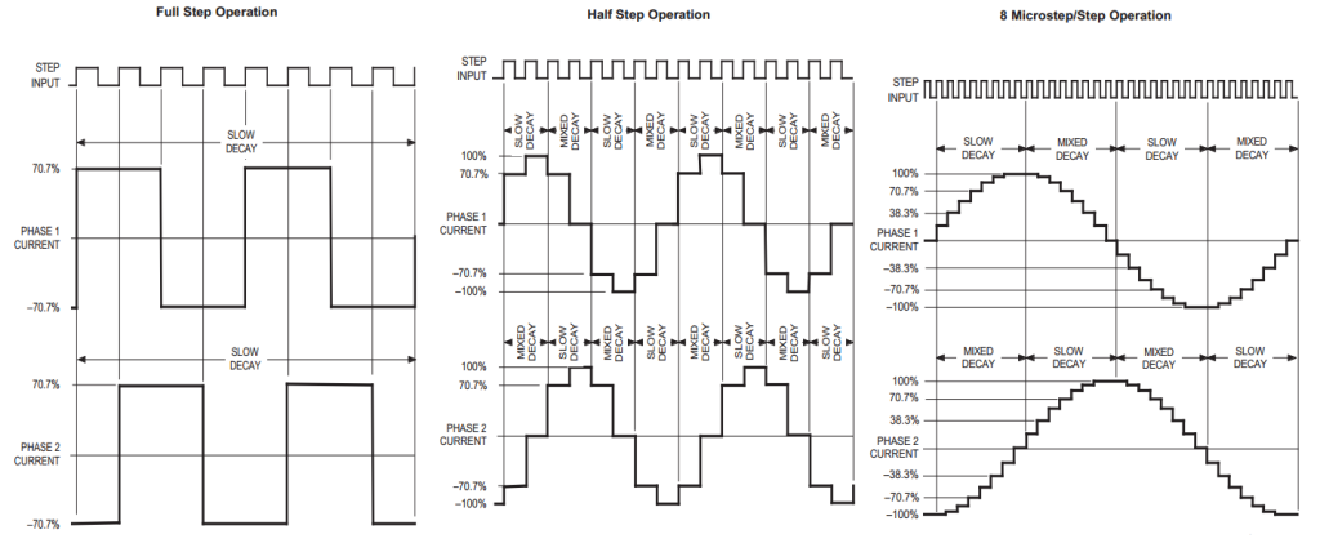 Full Step Operation
STEP
INPUT
SLOW
DECAY
70.7%
PHASE 1
CURRENT
–70.7%
SLOW
DECAY
70.7%
PHASE 2
CURRENT
–70.7%
Half Step Operation
STEP
INPUT
SLOW
DECAY
MIXED
DECAY
SLOW
DECAY
MIXED
DECAY
SLOW
DECAY
MIXED
DECAY
SLOW
DECAY
MIXED
DECAY
100%
70.7%
PHASE 1
CURRENT
–70.7%
–100%
MIXED
DECAY
SLOW
DECAY
MIXED
DECAY
SLOW
DECAY
MIXED
DECAY
SLOW
DECAY
MIXED
DECAY
SLOW
DECAY
100%
70.7%
PHASE 2
CURRENT
–70.7%
–100%
8 Microstep/Step Operation
STEP
INPUT
SLOW
DECAY
MIXED
DECAY
SLOW
DECAY
MIXED
DECAY
100%
70.7%
38.3%
PHASE 1
CURRENT
–38.3%
–70.7%
–100%
MIXED
DECAY
SLOW
DECAY
MIXED
DECAY
SLOW
DECAY
100%
70.7%
38.3%
PHASE 2
CURRENT
–38.3%
–70.7%
–100%